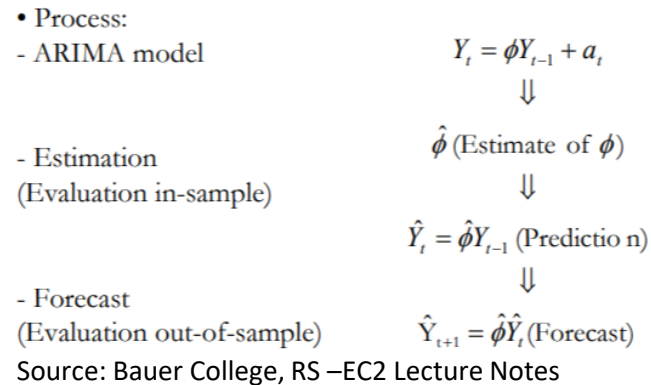 • Process:
- ARIMA model
Yₜ = ϕYₜ₋₁ + aₜ
⇓
ϕ̂ (Estimate of ϕ)
- Estimation
(Evaluation in-sample)
⇓
Ŷₜ = ϕ̂Yₜ₋₁ (Predictio n)
⇓
- Forecast
(Evaluation out-of-sample)
Ŷₜ₊₁ = ϕ̂Ŷₜ (Forecast)
Source: Bauer College, RS –EC2 Lecture Notes